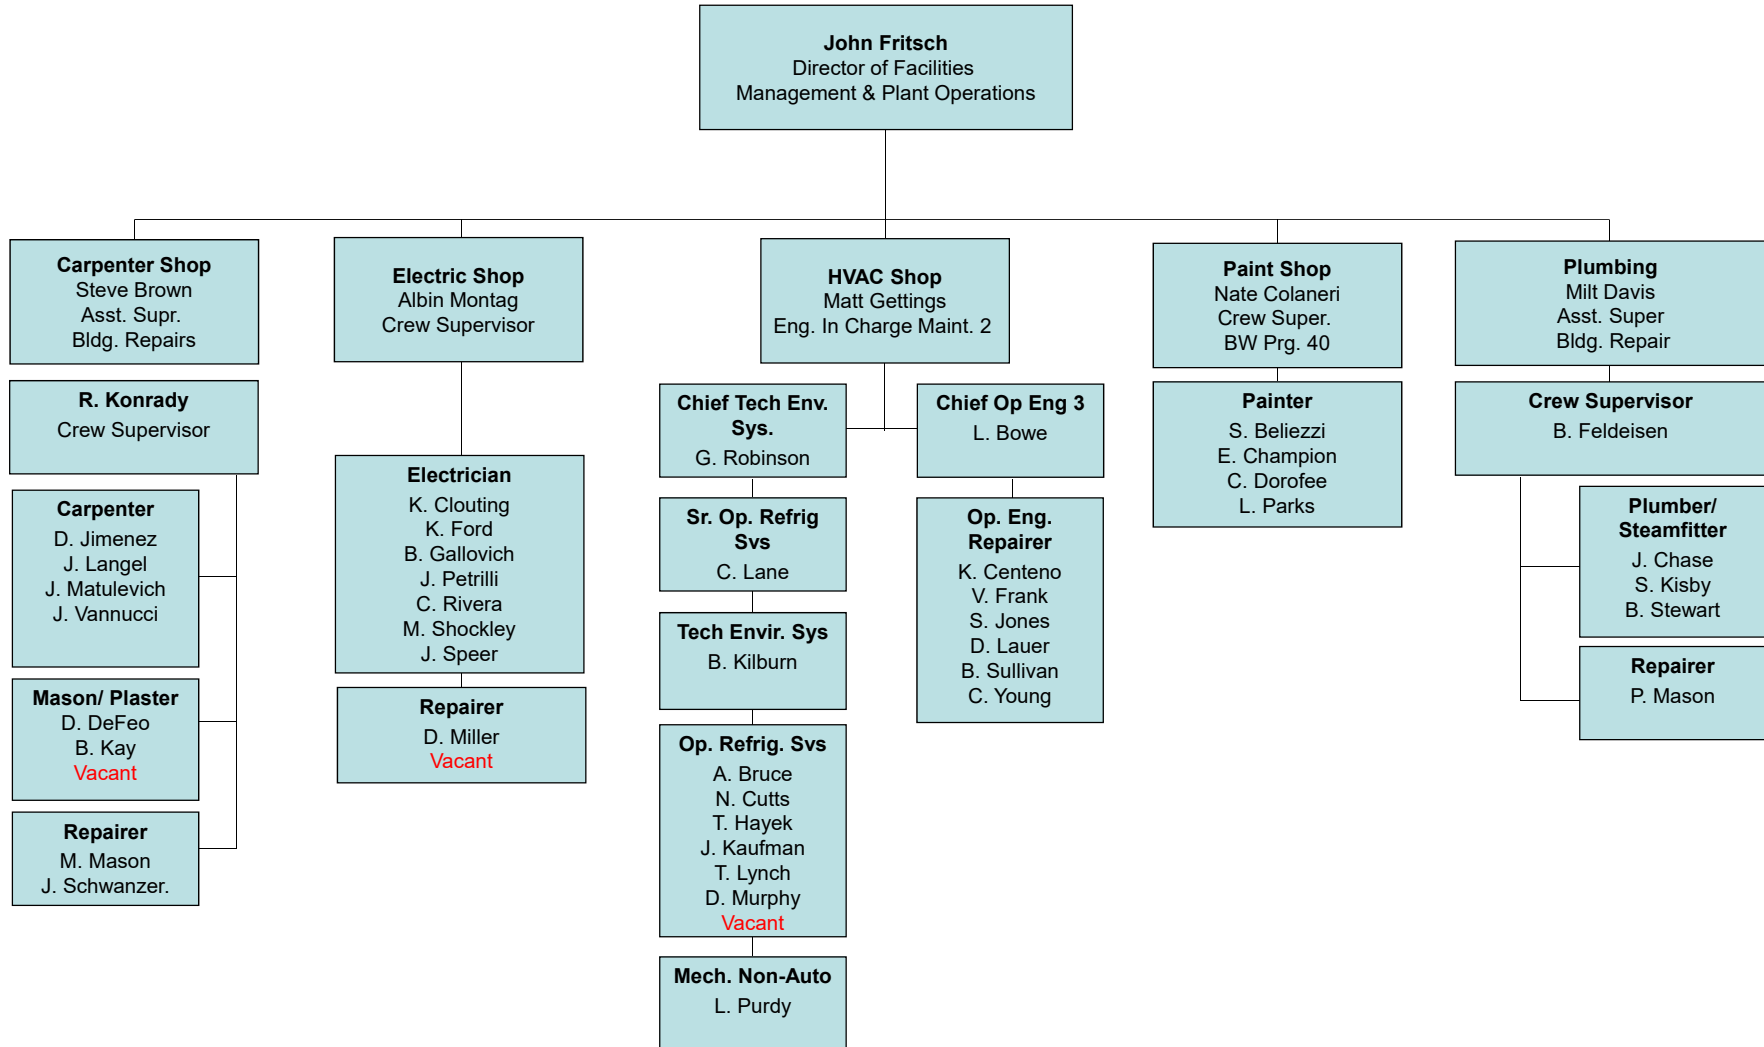 John Fritsch
Director of Facilities
Management & Plant Operations
Carpenter Shop
Steve Brown
Asst. Supr.
Bldg. Repairs
R. Konrady
Crew Supervisor
Carpenter
D. Jimenez
J. Langel
J. Matulevich
J. Vannucci
Mason/ Plaster
D. DeFeo
B. Kay
Vacant
Repairer
M. Mason
J. Schwanzer.
Electric Shop
Albin Montag
Crew Supervisor
Electrician
K. Clouting
K. Ford
B. Gallovich
J. Petrilli
C. Rivera
M. Shockley
J. Speer
Repairer
D. Miller
Vacant
HVAC Shop
Matt Gettings
Eng. In Charge Maint. 2
Chief Tech Env.
Sys.
G. Robinson
Sr. Op. Refrig
Svs
C. Lane
Tech Envir. Sys
B. Kilburn
Op. Refrig. Svs
A. Bruce
N. Cutts
T. Hayek
J. Kaufman
T. Lynch
D. Murphy
Vacant
Mech. Non-Auto
L. Purdy
Chief Op Eng 3
L. Bowe
Op. Eng.
Repairer
K. Centeno
V. Frank
S. Jones
D. Lauer
B. Sullivan
C. Young
Paint Shop
Nate Colaneri
Crew Super.
BW Prg. 40
Painter
S. Beliezzi
E. Champion
C. Dorofee
L. Parks
Plumbing
Milt Davis
Asst. Super
Bldg. Repair
Crew Supervisor
B. Feldeisen
Plumber/
Steamfitter
J. Chase
S. Kisby
B. Stewart
Repairer
P. Mason